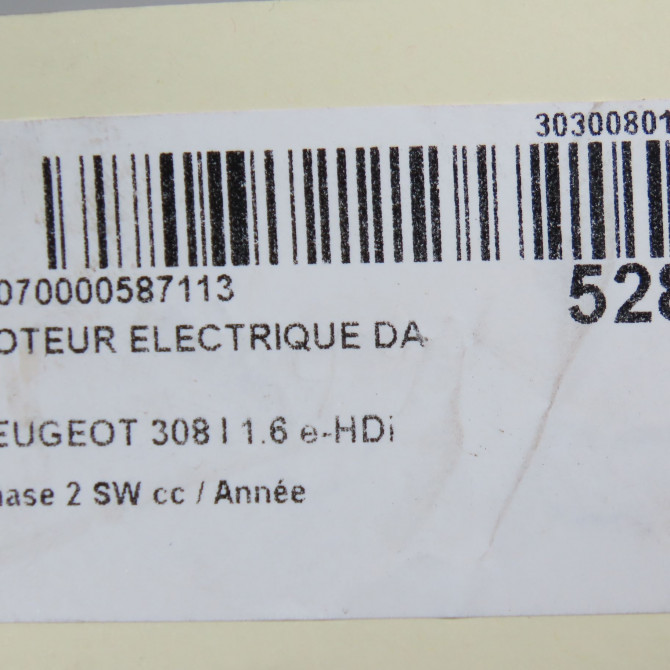 30300801
070000587113
528
OTEUR ELECTRIQUE DA
EUGEOT 308 I 1.6 e-HDi
hase 2 SW cc / Année